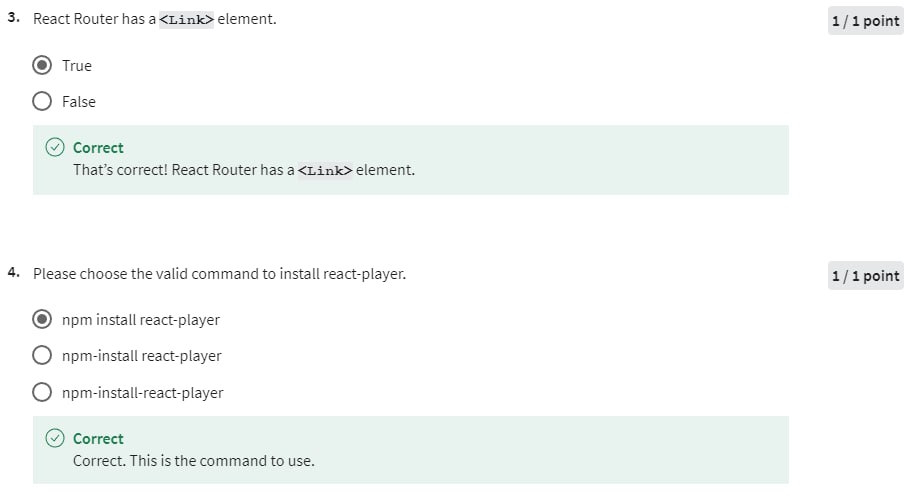 3. React Router has a <Link> element.
1 / 1 point
True
False
Correct
That's correct! React Router has a <Link> element.
4. Please choose the valid command to install react-player.
1 / 1 point
npm install react-player
npm-install react-player
npm-install-react-player
Correct
Correct. This is the command to use.